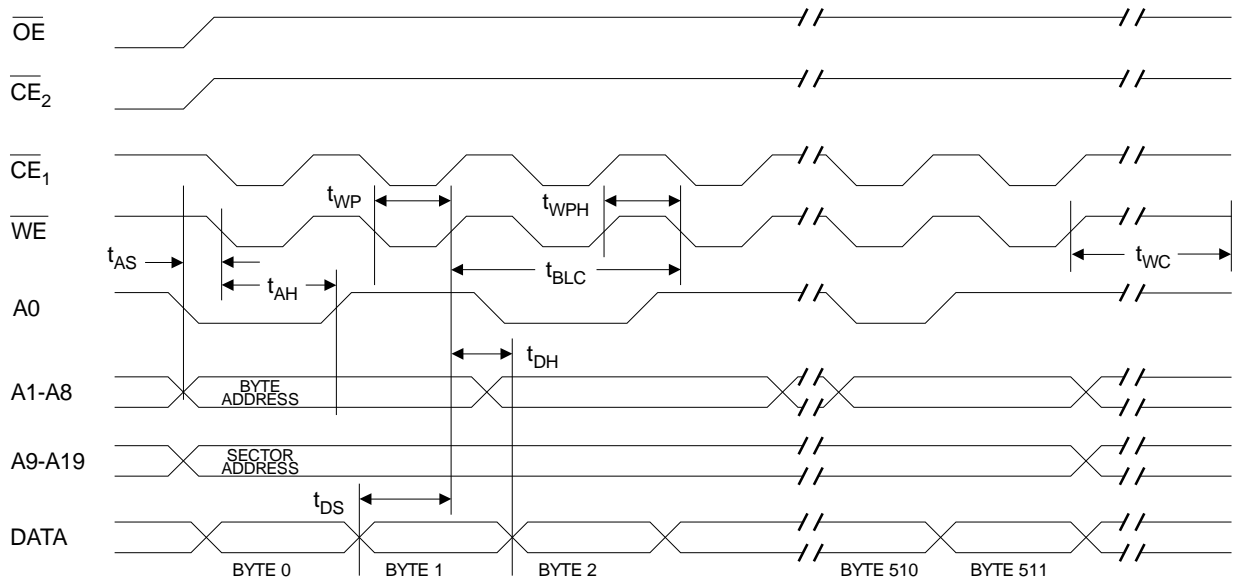 OE
CE2
CE1
tWP
tWPH
WE
tAS
tBLC
tWC
tAH
A0
tDH
A1-A8
BYTE
ADDRESS
A9-A19
SECTOR
ADDRESS
tDS
DATA
BYTE 0 BYTE 1 BYTE 2 BYTE 510 BYTE 511